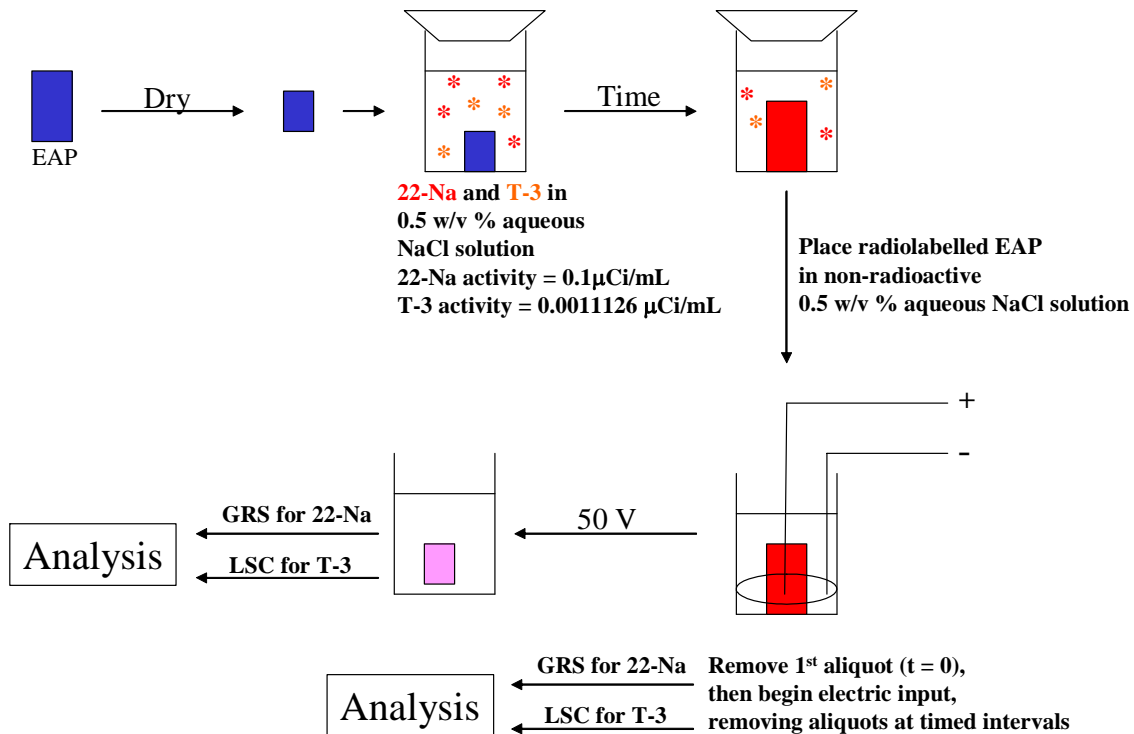 EAP
Dry
Time
22-Na and T-3 in
0.5 w/v % aqueous
NaCl solution
22-Na activity = 0.1μCi/mL
T-3 activity = 0.0011126 μCi/mL
Place radiolabelled EAP
in non-radioactive
0.5 w/v % aqueous NaCl solution
+
-
50 V
GRS for 22-Na
LSC for T-3
Analysis
Remove 1st aliquot (t = 0),
then begin electric input,
removing aliquots at timed intervals
GRS for 22-Na
LSC for T-3
Analysis